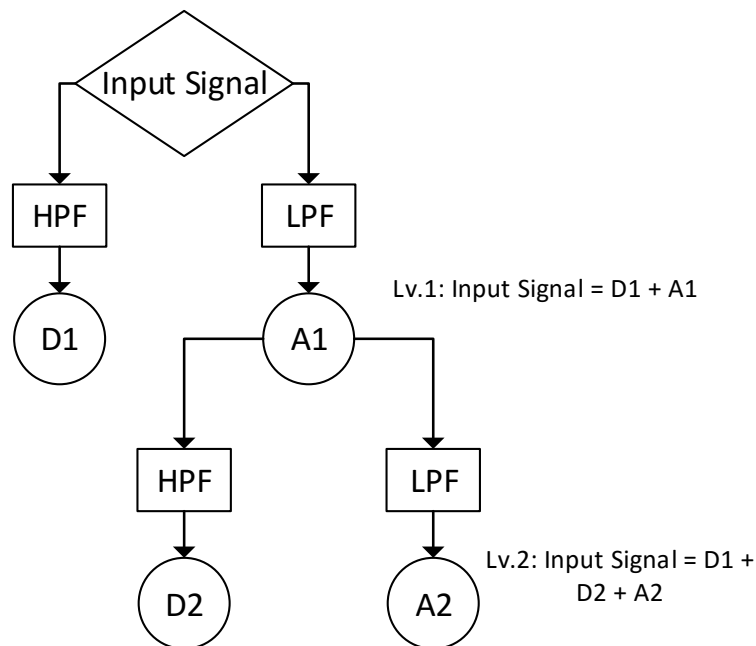 Input Signal
HPF
LPF
Lv.1: Input Signal = D1 + A1
D1
A1
HPF
LPF
Lv.2: Input Signal = D1 +
D2 + A2
D2
A2